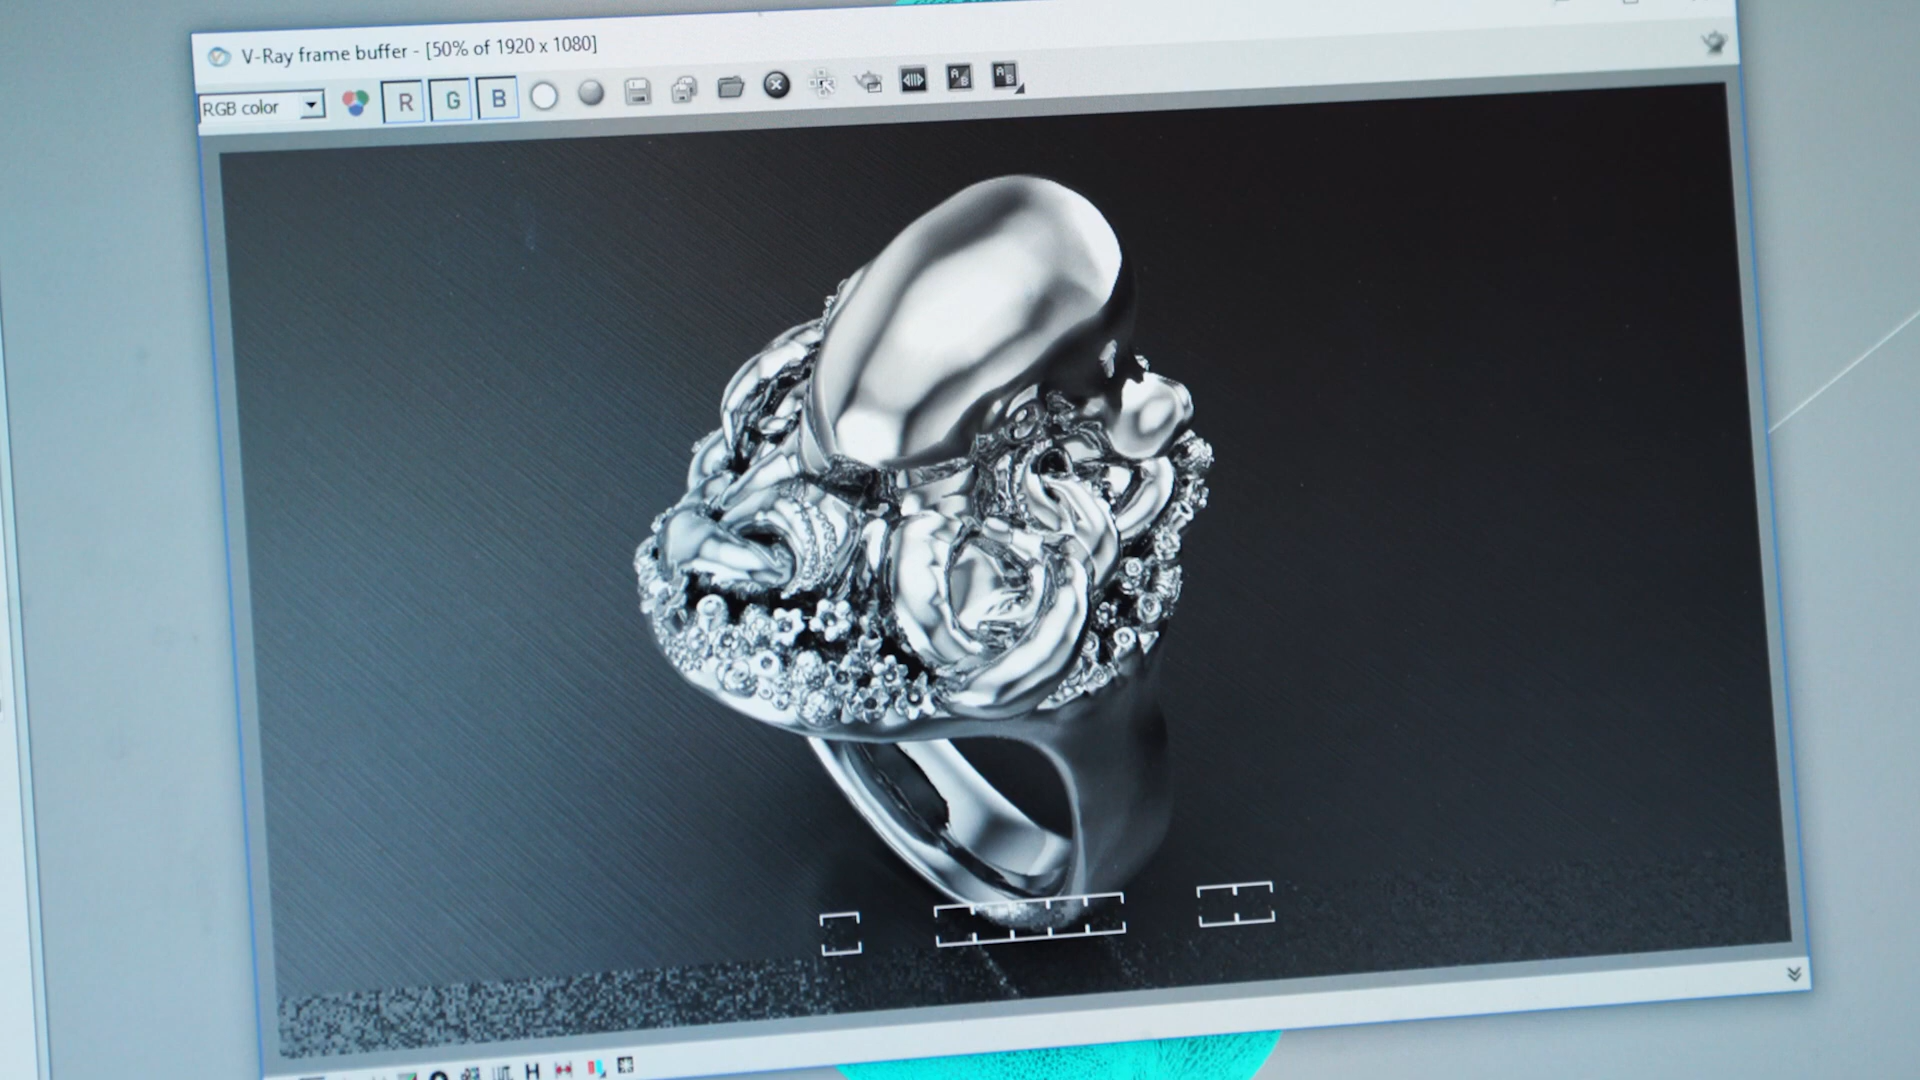 V-Ray frame buffer - [50% of 1920 x 1080]
RGB color R G B A B A B
H